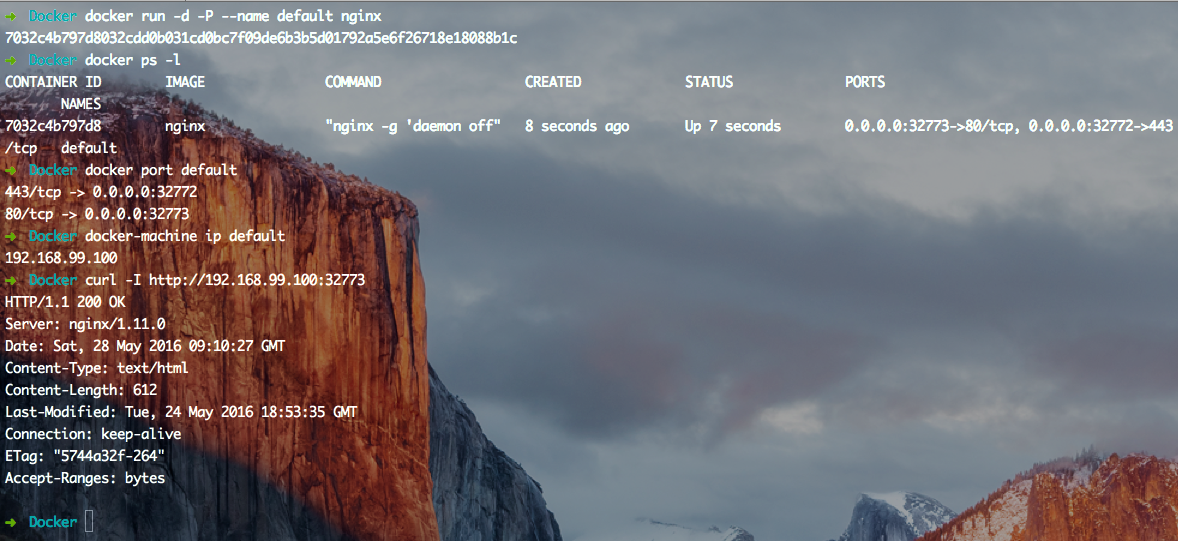 ➜ Docker docker run -d -P --name default nginx
7032c4b797d8032cdd0b031cd0bc7f09de6b3b5d01792a5e6f26718e18088b1c
➜ Docker docker ps -l
CONTAINER ID        IMAGE               COMMAND                  CREATED             STATUS              PORTS
       NAMES
7032c4b797d8        nginx               "nginx -g 'daemon off"   8 seconds ago       Up 7 seconds        0.0.0.0:32773->80/tcp, 0.0.0.0:32772->443
/tcp   default
➜ Docker docker port default
443/tcp -> 0.0.0.0:32772
80/tcp -> 0.0.0.0:32773
➜ Docker docker-machine ip default
192.168.99.100
➜ Docker curl -I http://192.168.99.100:32773
HTTP/1.1 200 OK
Server: nginx/1.11.0
Date: Sat, 28 May 2016 09:10:27 GMT
Content-Type: text/html
Content-Length: 612
Last-Modified: Tue, 24 May 2016 18:53:35 GMT
Connection: keep-alive
ETag: "5744a32f-264"
Accept-Ranges: bytes
➜ Docker